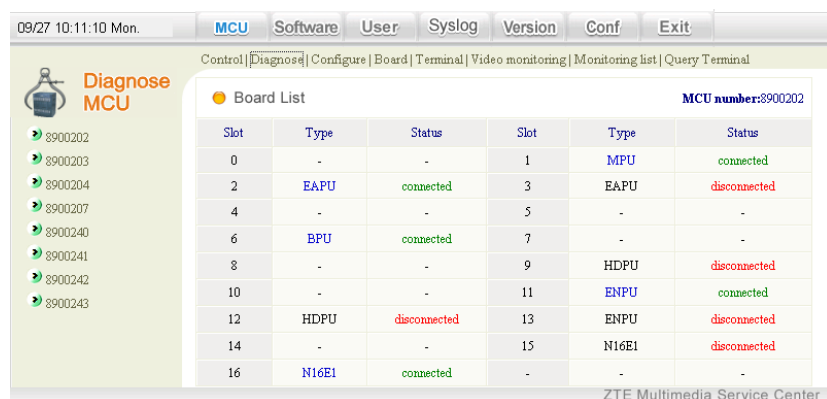 09/27 10:11:10 Mon. MCU Software User Syslog Version Conf Exit
Control | Diagnose | Configure | Board | Terminal | Video monitoring | Monitoring list | Query Terminal
Diagnose
MCU
8900202
8900203
8900204
8900207
8900240
8900241
8900242
8900243
Board List MCU number:8900202
Slot Type Status Slot Type Status
0 - - 1 MPU connected
2 EAPU connected 3 EAPU disconnected
4 - - 5 - -
6 BPU connected 7 - -
8 - - 9 HDPU disconnected
10 - - 11 ENPU connected
12 HDPU disconnected 13 ENPU disconnected
14 - - 15 N16E1 disconnected
16 N16E1 connected - - -
ZTE Multimedia Service Center